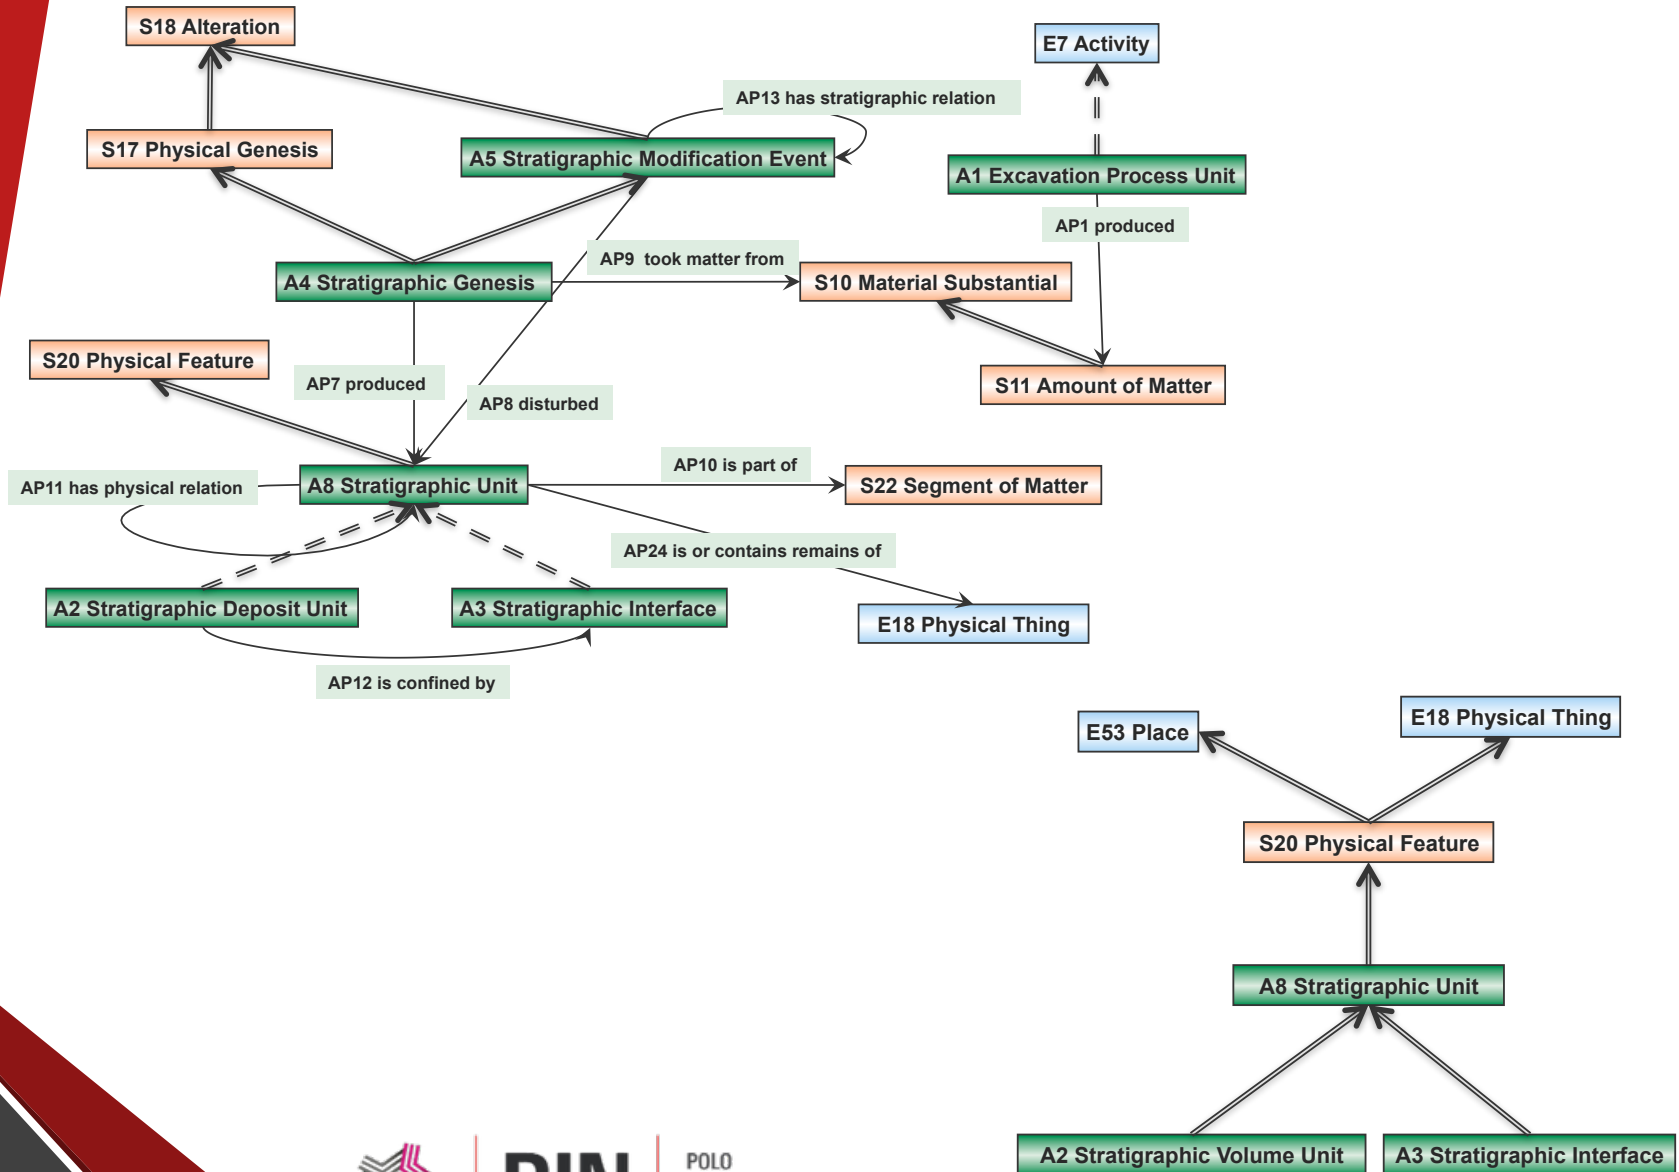 S18 Alteration
E7 Activity
AP13 has stratigraphic relation
S17 Physical Genesis
A5 Stratigraphic Modification Event
A1 Excavation Process Unit
AP1 produced
AP9 took matter from
A4 Stratigraphic Genesis
S10 Material Substantial
S20 Physical Feature
AP7 produced
AP8 disturbed
S11 Amount of Matter
AP10 is part of
AP11 has physical relation
A8 Stratigraphic Unit
S22 Segment of Matter
AP24 is or contains remains of
A2 Stratigraphic Deposit Unit
A3 Stratigraphic Interface
E18 Physical Thing
AP12 is confined by
E53 Place
E18 Physical Thing
S20 Physical Feature
A8 Stratigraphic Unit
A2 Stratigraphic Volume Unit
A3 Stratigraphic Interface
POLO